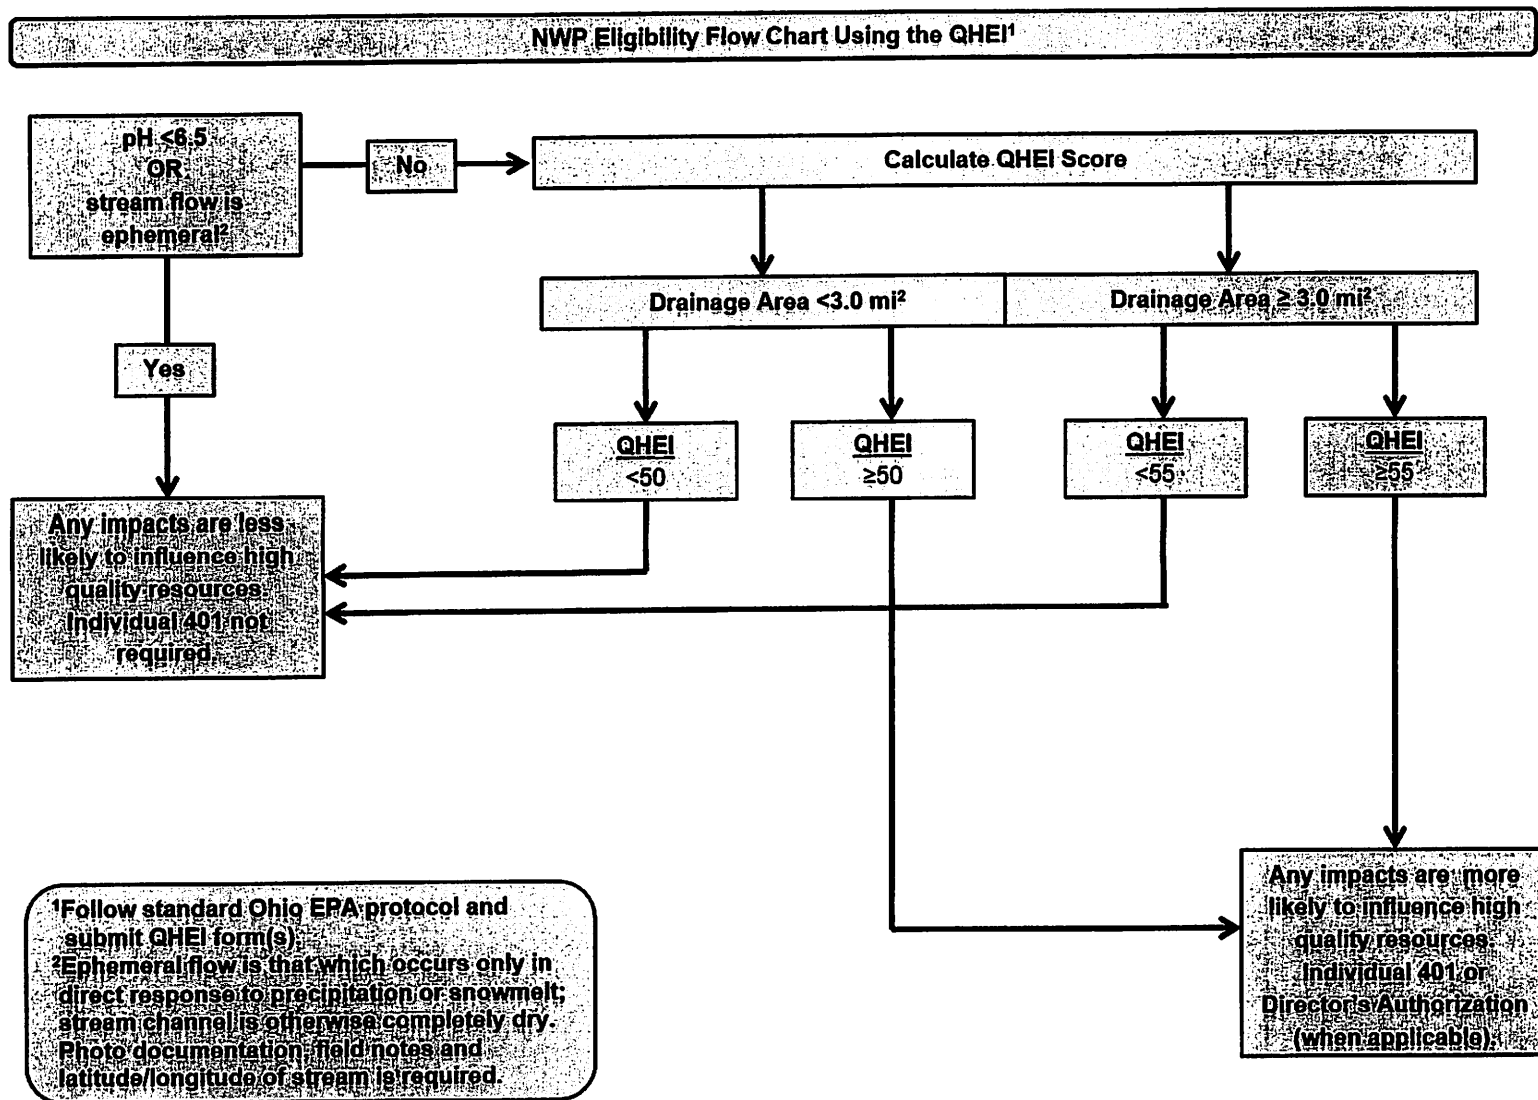 NWP Eligibility Flow Chart Using the QHEI¹
pH <6.5
OR
stream flow is
ephemeral²
No
Calculate QHEI Score
Drainage Area <3.0 mi²
Drainage Area ≥ 3.0 mi²
Yes
QHEI
<50
QHEI
≥50
QHEI
<55
QHEI
≥55
Any impacts are less
likely to influence high
quality resources.
Individual 401 not
required.
Any impacts are more
likely to influence high
quality resources.
Individual 401 or
Director's Authorization
(when applicable).
¹Follow standard Ohio EPA protocol and
submit QHEI form(s).
²Ephemeral flow is that which occurs only in
direct response to precipitation or snowmelt;
stream channel is otherwise completely dry.
Photo documentation, field notes and
latitude/longitude of stream is required.